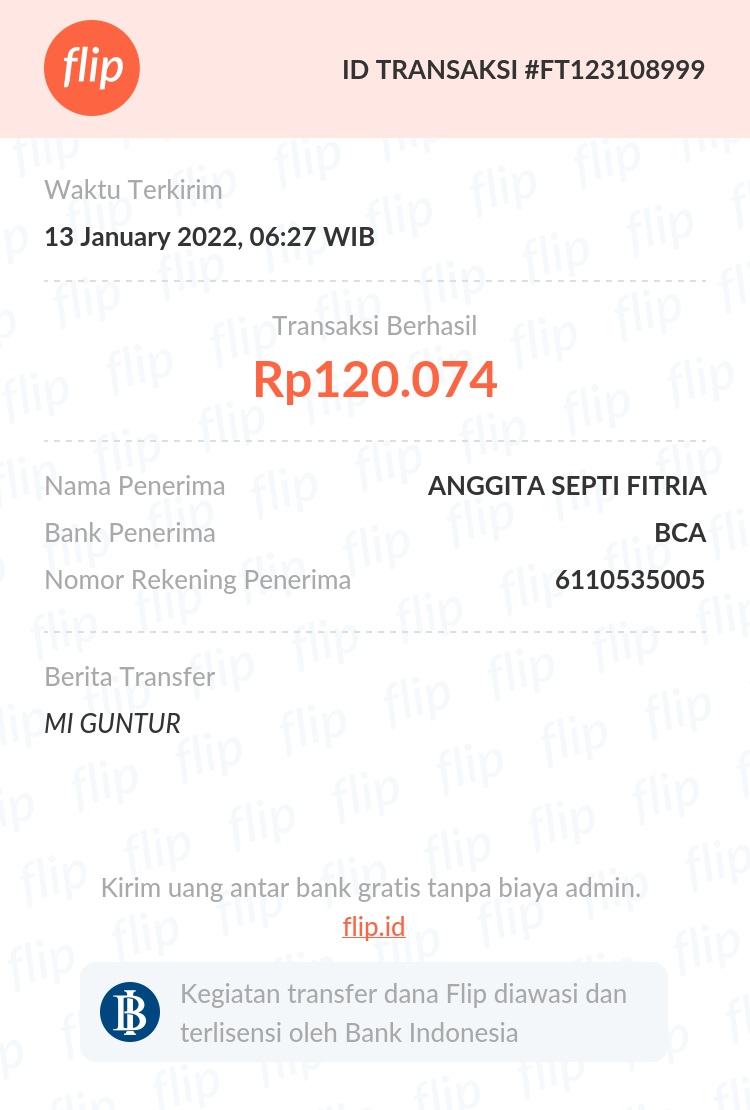 flip
ID TRANSAKSI #FT123108999
Waktu Terkirim
13 January 2022, 06:27 WIB
Transaksi Berhasil
Rp120.074
Nama Penerima ANGGITA SEPTI FITRIA
Bank Penerima BCA
Nomor Rekening Penerima 6110535005
Berita Transfer
MI GUNTUR
Kirim uang antar bank gratis tanpa biaya admin.
flip.id
Kegiatan transfer dana Flip diawasi dan
terlisensi oleh Bank Indonesia